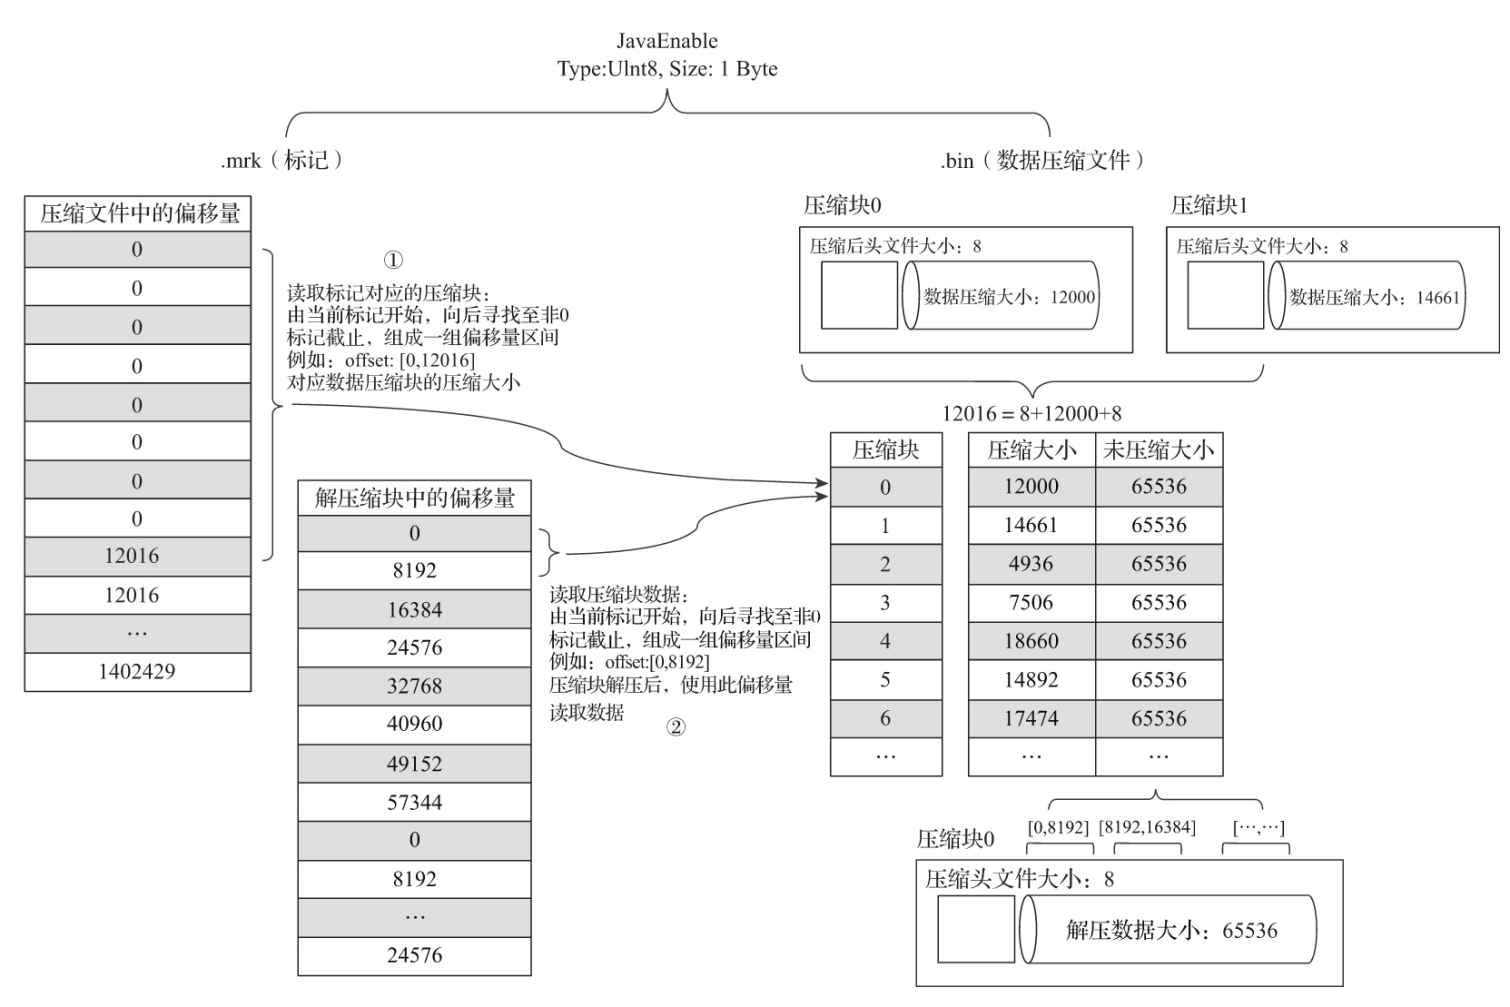 JavaEnable
Type:Ulnt8, Size: 1 Byte
.mrk（标记）
.bin（数据压缩文件）
压缩文件中的偏移量
0
0
0
0
0
0
0
0
12016
12016
…
1402429
①
读取标记对应的压缩块：
由当前标记开始，向后寻找至非0
标记截止，组成一组偏移量区间
例如：offset: [0,12016]
对应数据压缩块的压缩大小
解压缩块中的偏移量
0
8192
16384
24576
32768
40960
49152
57344
0
8192
…
24576
读取压缩块数据：
由当前标记开始，向后寻找至非0
标记截止，组成一组偏移量区间
例如：offset:[0,8192]
压缩块解压后，使用此偏移量
读取数据
②
压缩块0
压缩后头文件大小：8
数据压缩大小：12000
压缩块1
压缩后头文件大小：8
数据压缩大小：14661
12016＝8+12000+8
压缩块 压缩大小 未压缩大小
0 12000 65536
1 14661 65536
2 4936 65536
3 7506 65536
4 18660 65536
5 14892 65536
6 17474 65536
… … …
[0,8192] [8192,16384] […,…]
压缩块0
压缩头文件大小：8
解压数据大小：65536